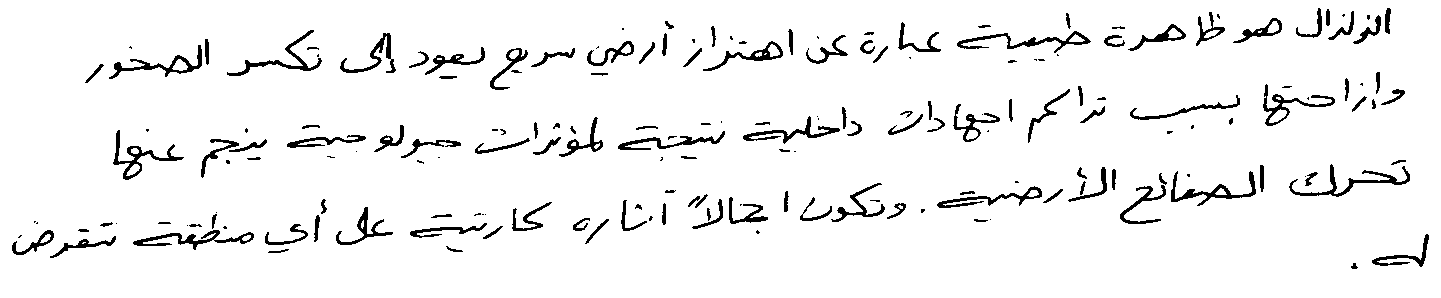 الزلزال هو ظاهرة طبيعية عبارة عن اهتزاز أرضي سريع يعود إلى تكسر الصخور
وإزاحتها بسبب تراكم اجهادات داخلية نتيجة لمؤثرات جيولوجية ينجم عنها
تحرك الصفائح الأرضية. وتكون اجمالاً آثاره كارثية على أي منطقة تتعرض
له.